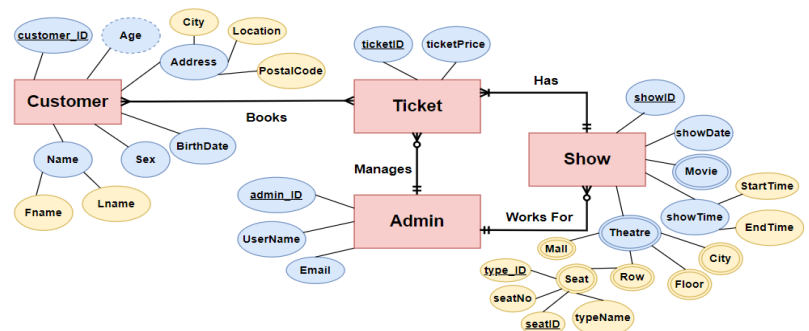 City
customer_ID
Age
Location
Address
PostalCode
ticketID
ticketPrice
Customer
Books
Ticket
Has
showID
showDate
Show
Movie
Name
Sex
BirthDate
Manages
StartTime
showTime
EndTime
Fname
Lname
admin_ID
UserName
Email
Admin
Works For
Theatre
Mall
City
Floor
Row
Seat
type_ID
seatNo
seatID
typeName